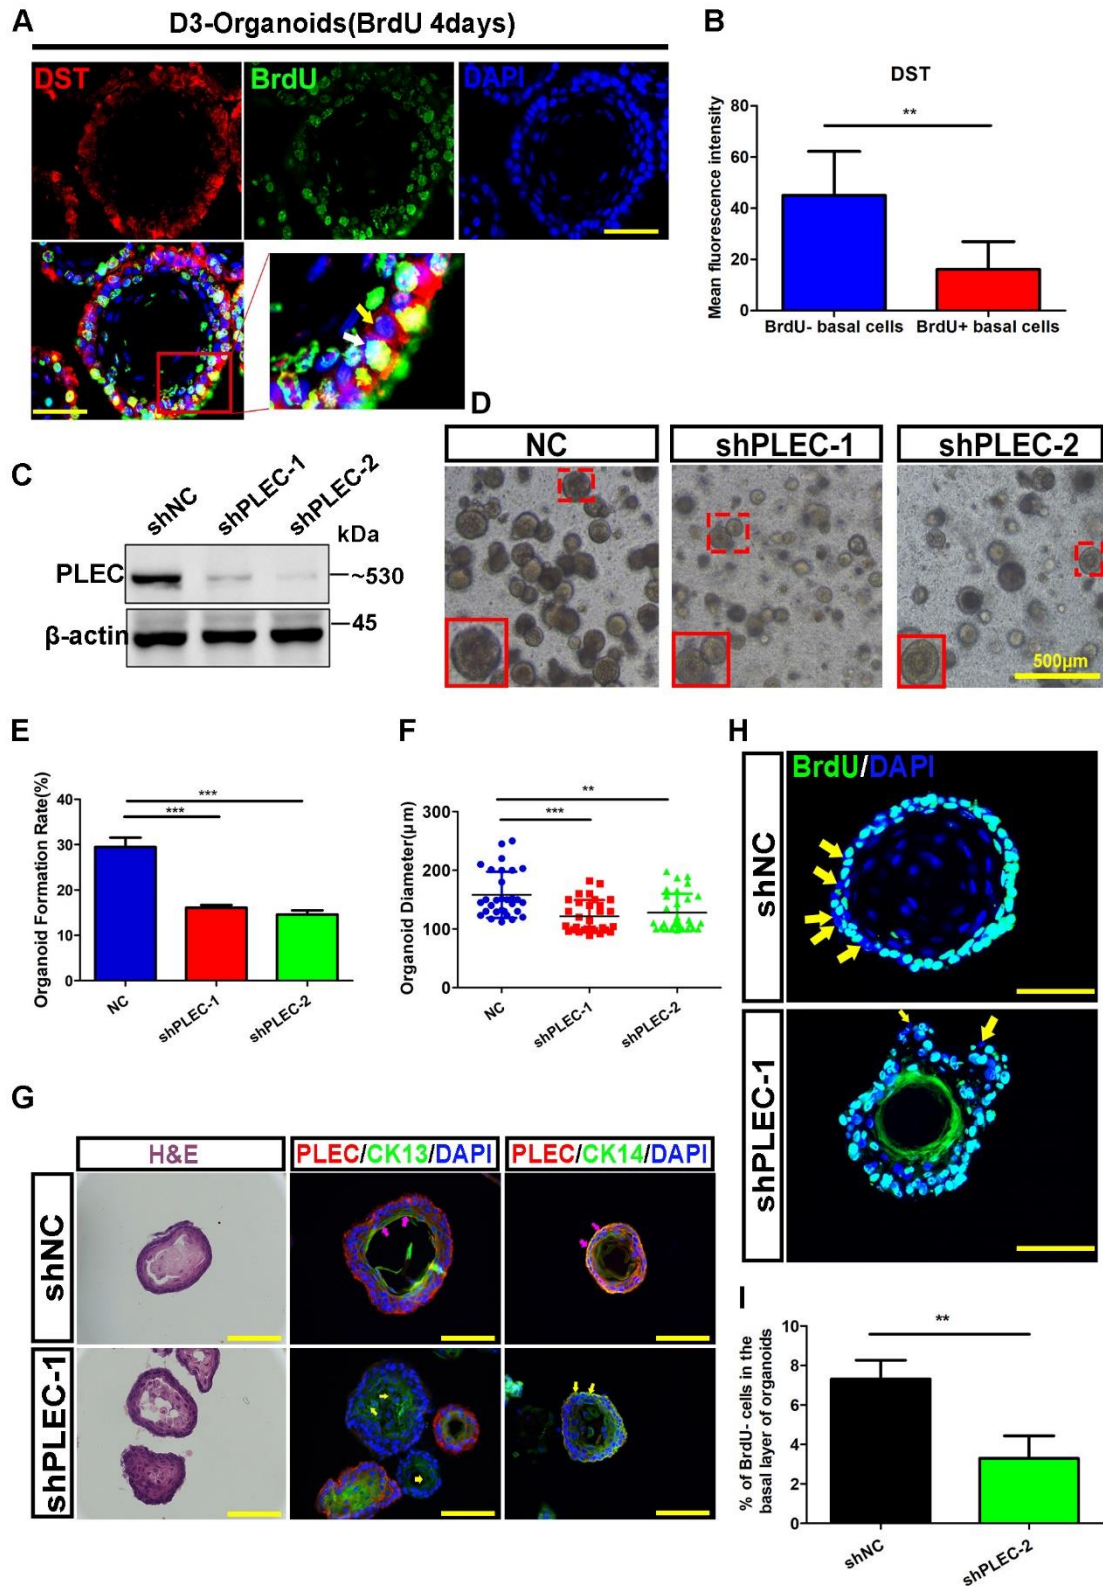 A
D3-Organoids(BrdU 4days)
DST
BrdU
DAPI
B
DST
**
80
60
40
20
0
Mean fluorescence intensity
BrdU- basal cells
BrdU+ basal cells
C
shNC
shPLEC-1
shPLEC-2
kDa
PLEC
~530
45
β-actin
D
NC
shPLEC-1
shPLEC-2
500µm
E
Organoid Formation Rate(%)
40
30
20
10
0
***
***
NC
shPLEC-1
shPLEC-2
F
Organoid Diameter(µm)
300
200
100
0
**
***
NC
shPLEC-1
shPLEC-2
H
BrdU/DAPI
shNC
shPLEC-1
G
H&E
PLEC/CK13/DAPI
PLEC/CK14/DAPI
shNC
shPLEC-1
I
% of BrdU- cells in the
basal layer of organoids
10
8
6
4
2
0
**
shNC
shPLEC-2